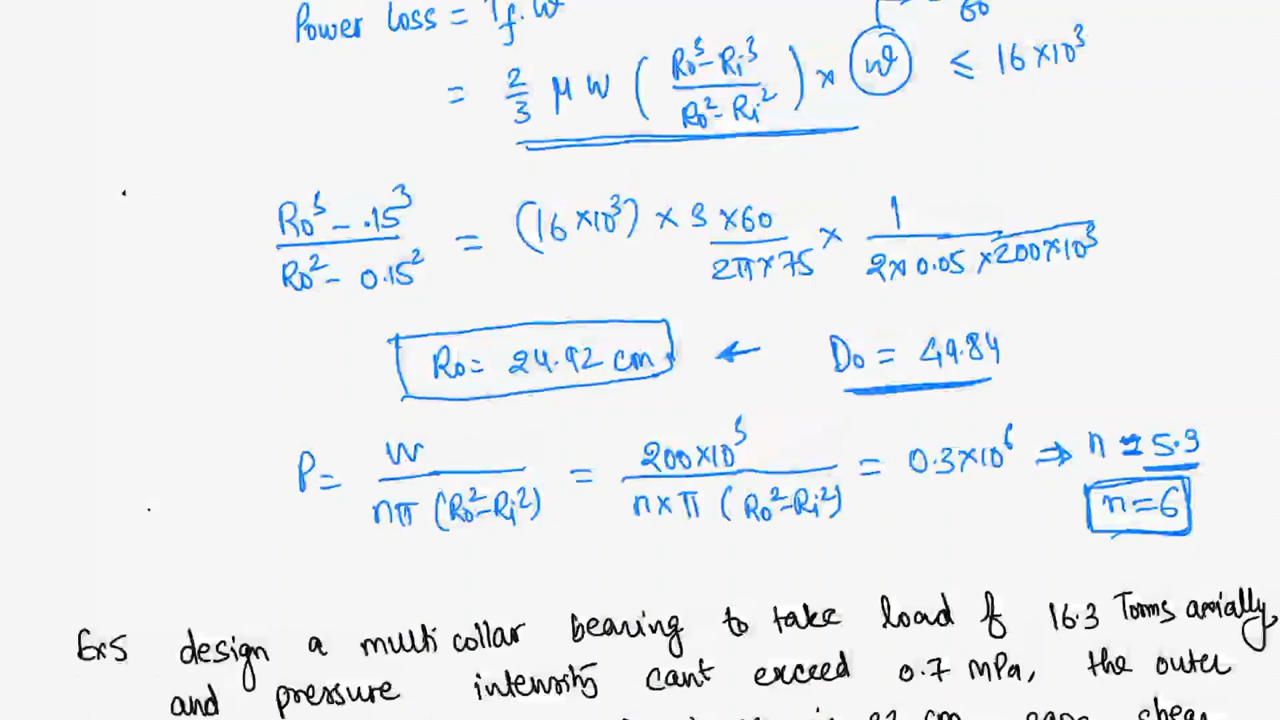 Power loss = Tf.ω 60
= 2/3 μ W ( (Ro³-Ri³)/(Ro²-Ri²) ) × ω ≤ 16×10³
(Ro³ - .15³)/(Ro² - 0.15²) = (16×10³) × (3×60)/(2π×75) × 1/(2×0.05×200×10³)
Ro = 24.92 cm ← Do = 49.84
P = W/(nπ (Ro²-Ri²)) = 200×10³/(n×π (Ro²-Ri²)) = 0.3×10⁶ ⇒ n = 5.3
n=6
Ex5 design a multi collar bearing to take load of 16.3 Tonns axially,
and pressure intensity cant exceed 0.7 MPa, the outer
cm shear